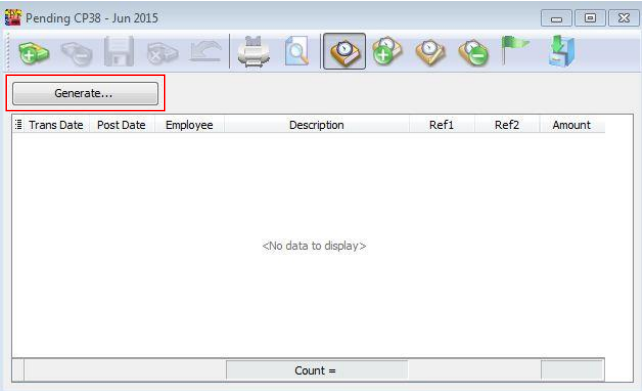 Pending CP38 - Jun 2015
Generate...
Trans Date Post Date Employee Description Ref1 Ref2 Amount
<No data to display>
Count =